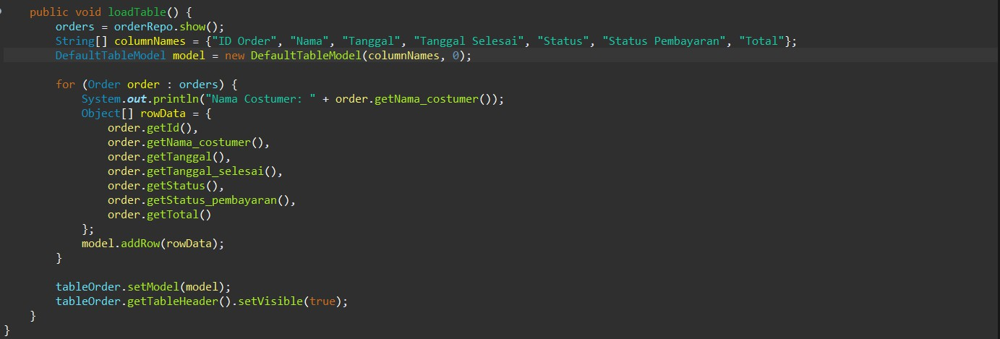 public void loadTable() {
orders = orderRepo.show();
String[] columnNames = {"ID Order", "Nama", "Tanggal", "Tanggal Selesai", "Status", "Status Pembayaran", "Total"};
DefaultTableModel model = new DefaultTableModel(columnNames, 0);
for (Order order : orders) {
System.out.println("Nama Costumer: " + order.getNama_costumer());
Object[] rowData = {
order.getId(),
order.getNama_costumer(),
order.getTanggal(),
order.getTanggal_selesai(),
order.getStatus(),
order.getStatus_pembayaran(),
order.getTotal()
};
model.addRow(rowData);
}
tableOrder.setModel(model);
tableOrder.getTableHeader().setVisible(true);
}
}